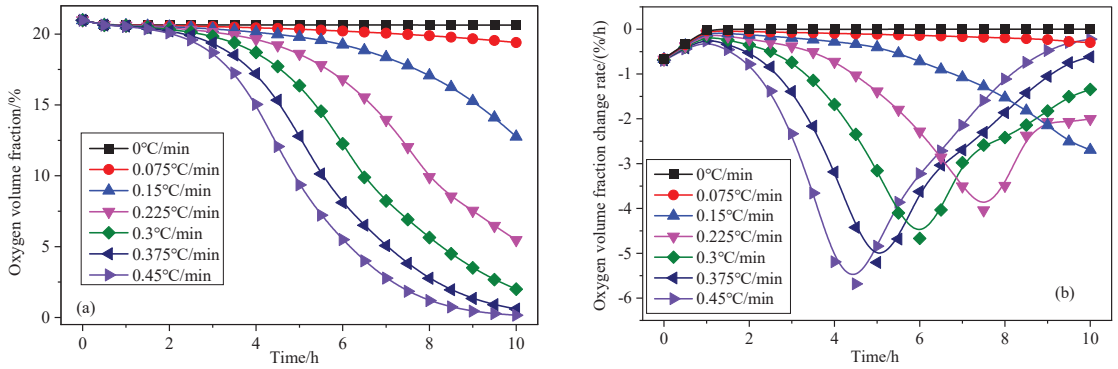 Oxygen volume fraction/%
20
15
10
5
0
0℃/min
0.075℃/min
0.15℃/min
0.225℃/min
0.3℃/min
0.375℃/min
0.45℃/min
(a)
0 2 4 6 8 10
Time/h
Oxygen volume fraction change rate/(%/h)
0
-1
-2
-3
-4
-5
-6
0℃/min
0.075℃/min
0.15℃/min
0.225℃/min
0.3℃/min
0.375℃/min
0.45℃/min
(b)
0 2 4 6 8 10
Time/h